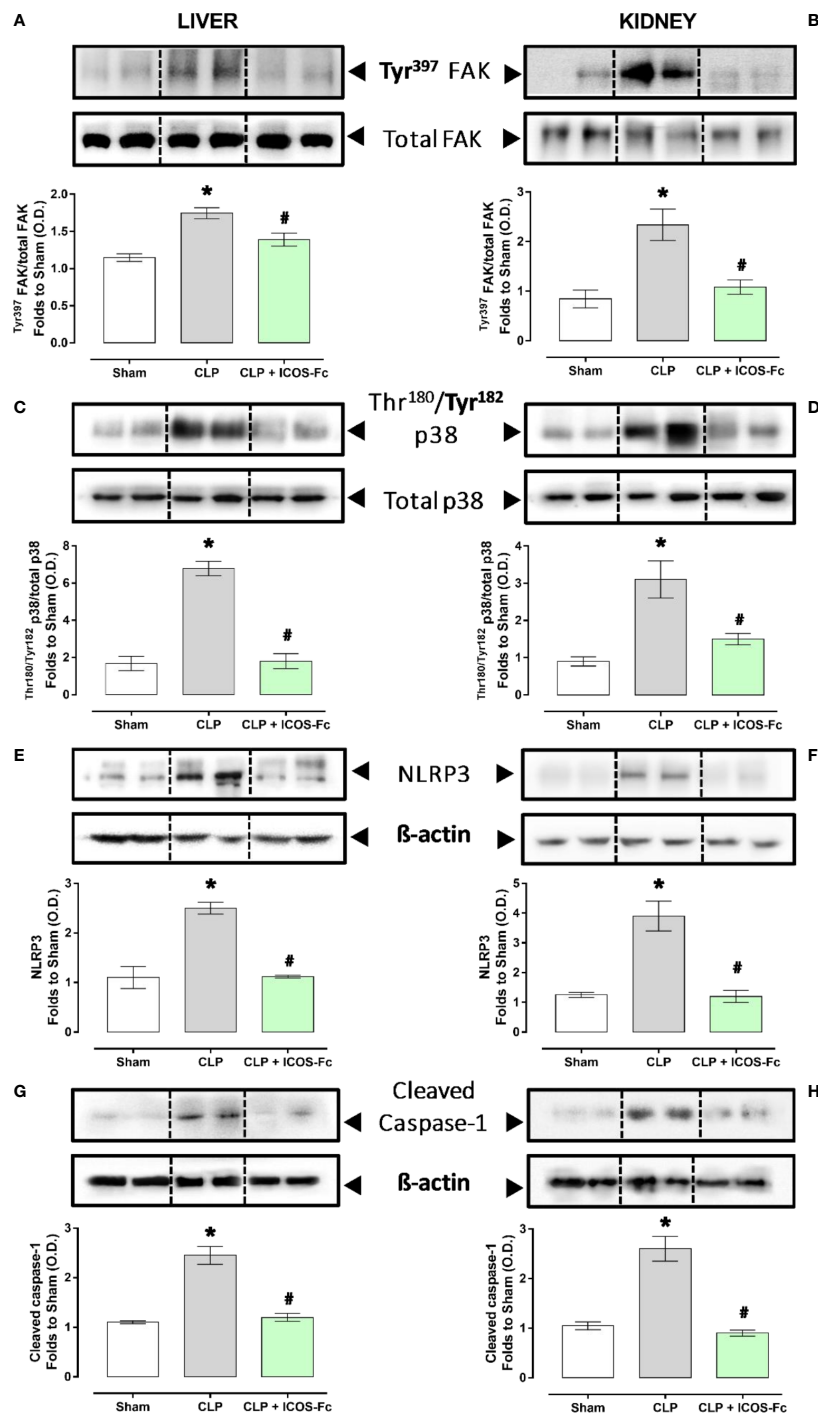 A LIVER KIDNEY B
Tyr397 FAK
Total FAK
Tyr397 FAK/total FAK
Folds to Sham (O.D.)
2.0
1.5
1.0
0.5
0.0
*
#
Sham CLP CLP + ICOS-Fc
Tyr397 FAK/total FAK
Folds to Sham (O.D.)
3
2
1
0
*
#
Sham CLP CLP + ICOS-Fc
C D
Thr180/Tyr182
p38
Total p38
Thr180/Tyr182 p38/total p38
Folds to Sham (O.D.)
8
6
4
2
0
*
#
Sham CLP CLP + ICOS-Fc
Thr180/Tyr182 p38/total p38
Folds to Sham (O.D.)
4
3
2
1
0
*
#
Sham CLP CLP + ICOS-Fc
E F
NLRP3
ß-actin
NLRP3
Folds to Sham (O.D.)
3
2
1
0
*
#
Sham CLP CLP + ICOS-Fc
NLRP3
Folds to Sham (O.D.)
5
4
3
2
1
0
*
#
Sham CLP CLP + ICOS-Fc
G H
Cleaved
Caspase-1
ß-actin
Cleaved caspase-1
Folds to Sham (O.D.)
3
2
1
0
*
#
Sham CLP CLP + ICOS-Fc
Cleaved caspase-1
Folds to Sham (O.D.)
3
2
1
0
*
#
Sham CLP CLP + ICOS-Fc